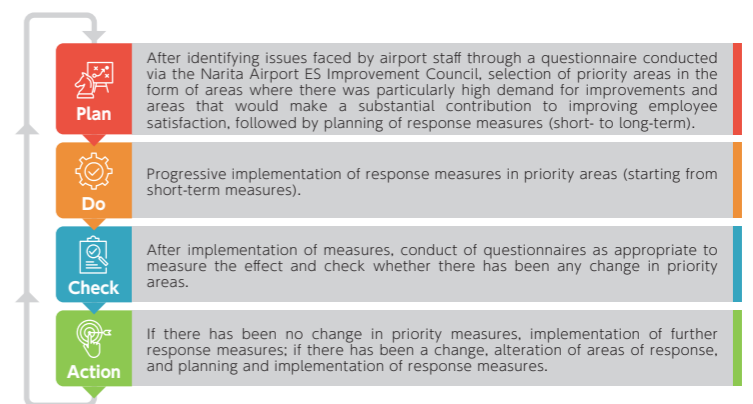 After identifying issues faced by airport staff through a questionnaire conducted
via the Narita Airport ES Improvement Council, selection of priority areas in the
form of areas where there was particularly high demand for improvements and
areas that would make a substantial contribution to improving employee
satisfaction, followed by planning of response measures (short- to long-term).
Plan
Progressive implementation of response measures in priority areas (starting from
short-term measures).
Do
After implementation of measures, conduct of questionnaires as appropriate to
measure the effect and check whether there has been any change in priority
areas.
Check
If there has been no change in priority measures, implementation of further
response measures; if there has been a change, alteration of areas of response,
and planning and implementation of response measures.
Action